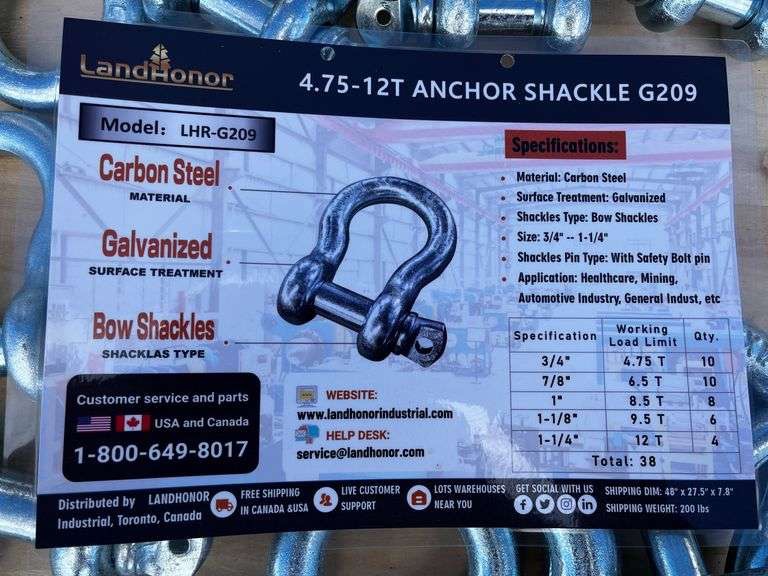 LANDHONOR
4.75-12T ANCHOR SHACKLE G209
Model: LHR-G209
Carbon Steel
MATERIAL
Galvanized
SURFACE TREATMENT
Bow Shackles
SHACKLAS TYPE
Specifications:
Material: Carbon Steel
Surface Treatment: Galvanized
Shackles Type: Bow Shackles
Size: 3/4" -- 1-1/4"
Shackles Pin Type: With Safety Bolt pin
Application: Healthcare, Mining,
Automotive Industry, General Indust, etc
Specification Working Load Limit Qty.
3/4" 4.75 T 10
7/8" 6.5 T 10
1" 8.5 T 8
1-1/8" 9.5 T 6
1-1/4" 12 T 4
Total: 38
Customer service and parts
USA and Canada
1-800-649-8017
WEBSITE:
www.landhonorindustrial.com
HELP DESK:
service@landhonor.com
Distributed by LANDHONOR
Industrial, Toronto, Canada
FREE SHIPPING
IN CANADA &USA
LIVE CUSTOMER
SUPPORT
LOTS WAREHOUSES
NEAR YOU
GET SOCIAL WITH US
SHIPPING DIM: 48" x 27.5" x 7.8"
SHIPPING WEIGHT: 200 lbs